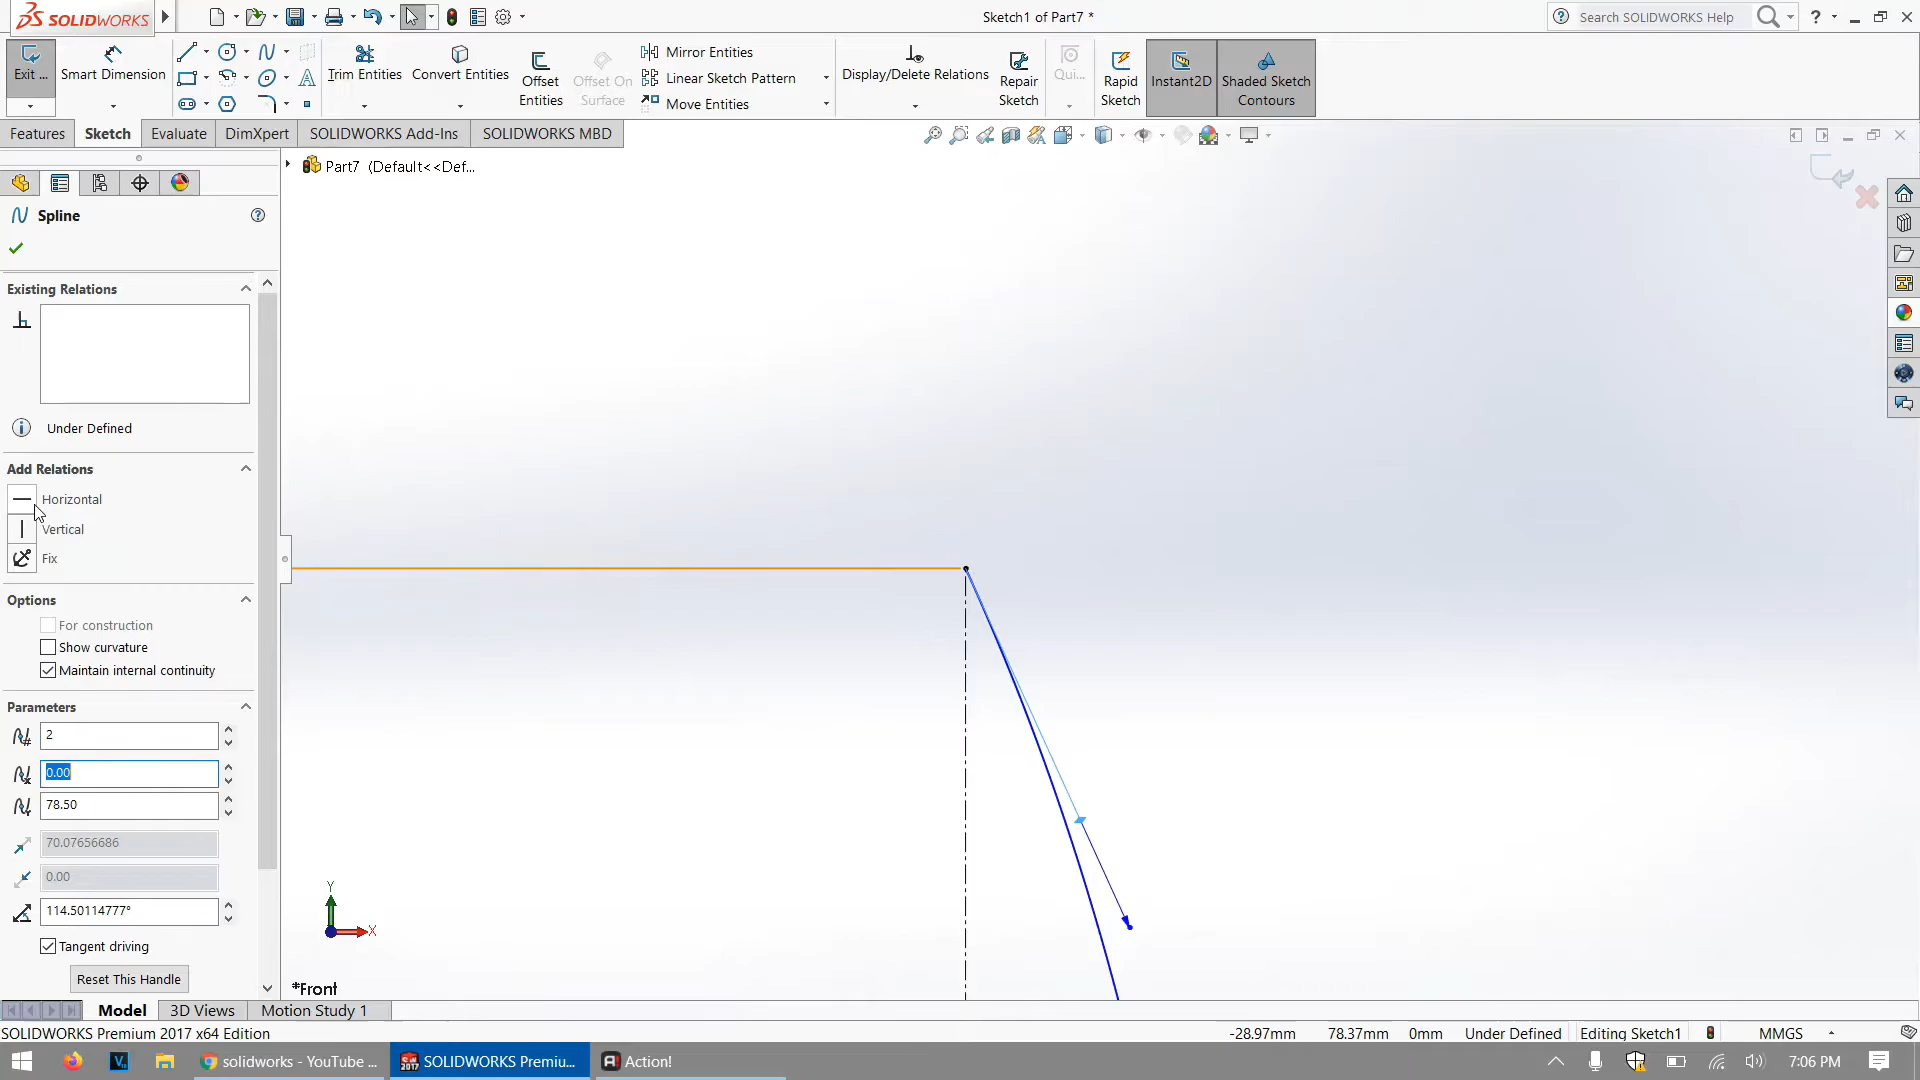 SOLIDWORKS
Sketch1 of Part7 *
Search SOLIDWORKS Help
Exit ...
Smart Dimension
Trim Entities
Convert Entities
Offset Entities
Offset On Surface
Mirror Entities
Linear Sketch Pattern
Move Entities
Display/Delete Relations
Repair Sketch
Qui...
Rapid Sketch
Instant2D
Shaded Sketch Contours
Features
Sketch
Evaluate
DimXpert
SOLIDWORKS Add-Ins
SOLIDWORKS MBD
Part7 (Default<<Def...
Spline
Existing Relations
Under Defined
Add Relations
Horizontal
Vertical
Fix
Options
For construction
Show curvature
Maintain internal continuity
Parameters
2
0.00
78.50
70.07656686
0.00
114.50114777°
Tangent driving
Reset This Handle
Y
X
*Front
Model
3D Views
Motion Study 1
SOLIDWORKS Premium 2017 x64 Edition
-28.97mm
78.37mm
0mm
Under Defined
Editing Sketch1
MMGS
solidworks - YouTube ...
SOLIDWORKS Premiu...
Action!
7:06 PM